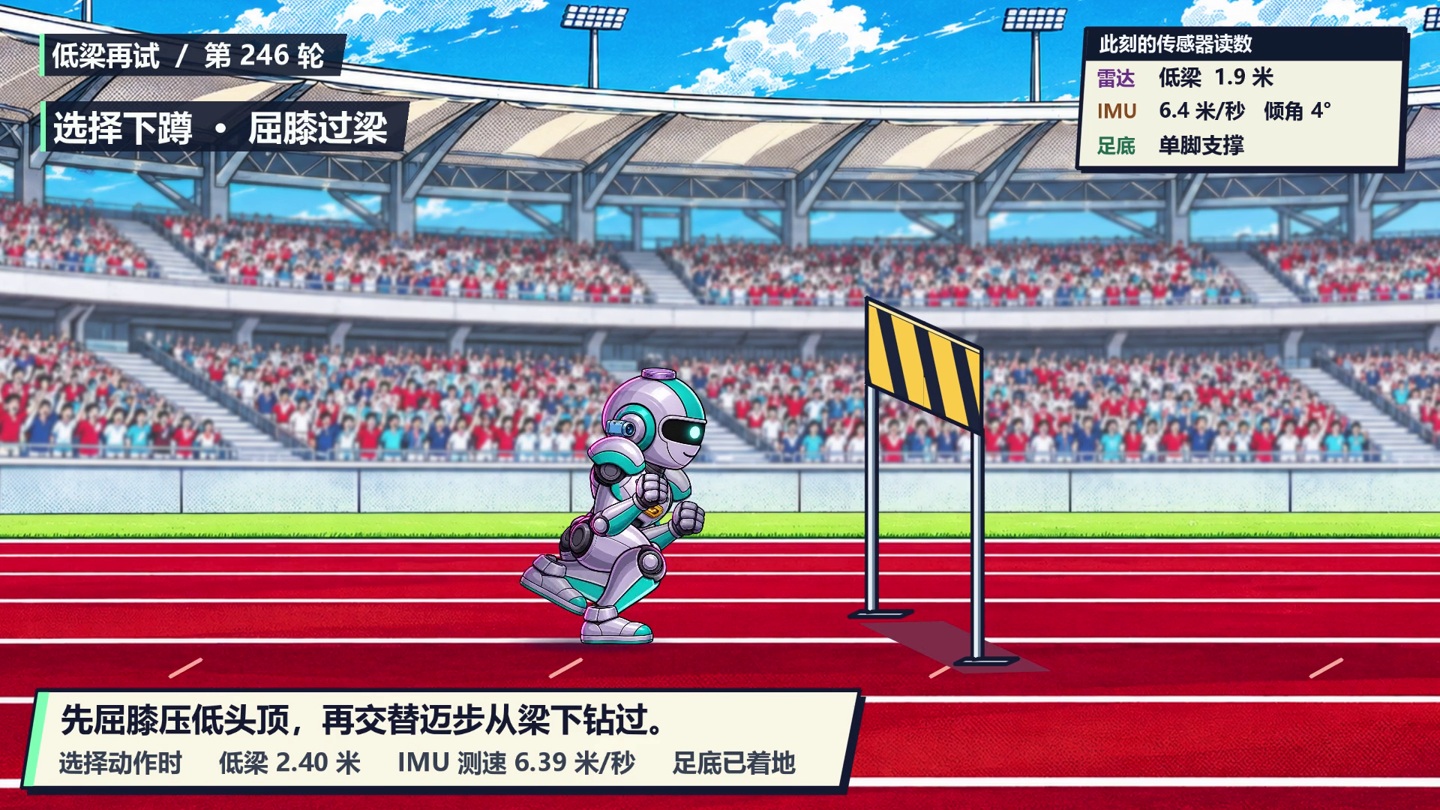 低梁再试 / 第 246 轮
选择下蹲 · 屈膝过梁
此刻的传感器读数
雷达 低梁 1.9 米
IMU 6.4 米/秒 倾角 4°
足底 单脚支撑
先屈膝压低头顶，再交替迈步从梁下钻过。
选择动作时 低梁 2.40 米 IMU 测速 6.39 米/秒 足底已着地